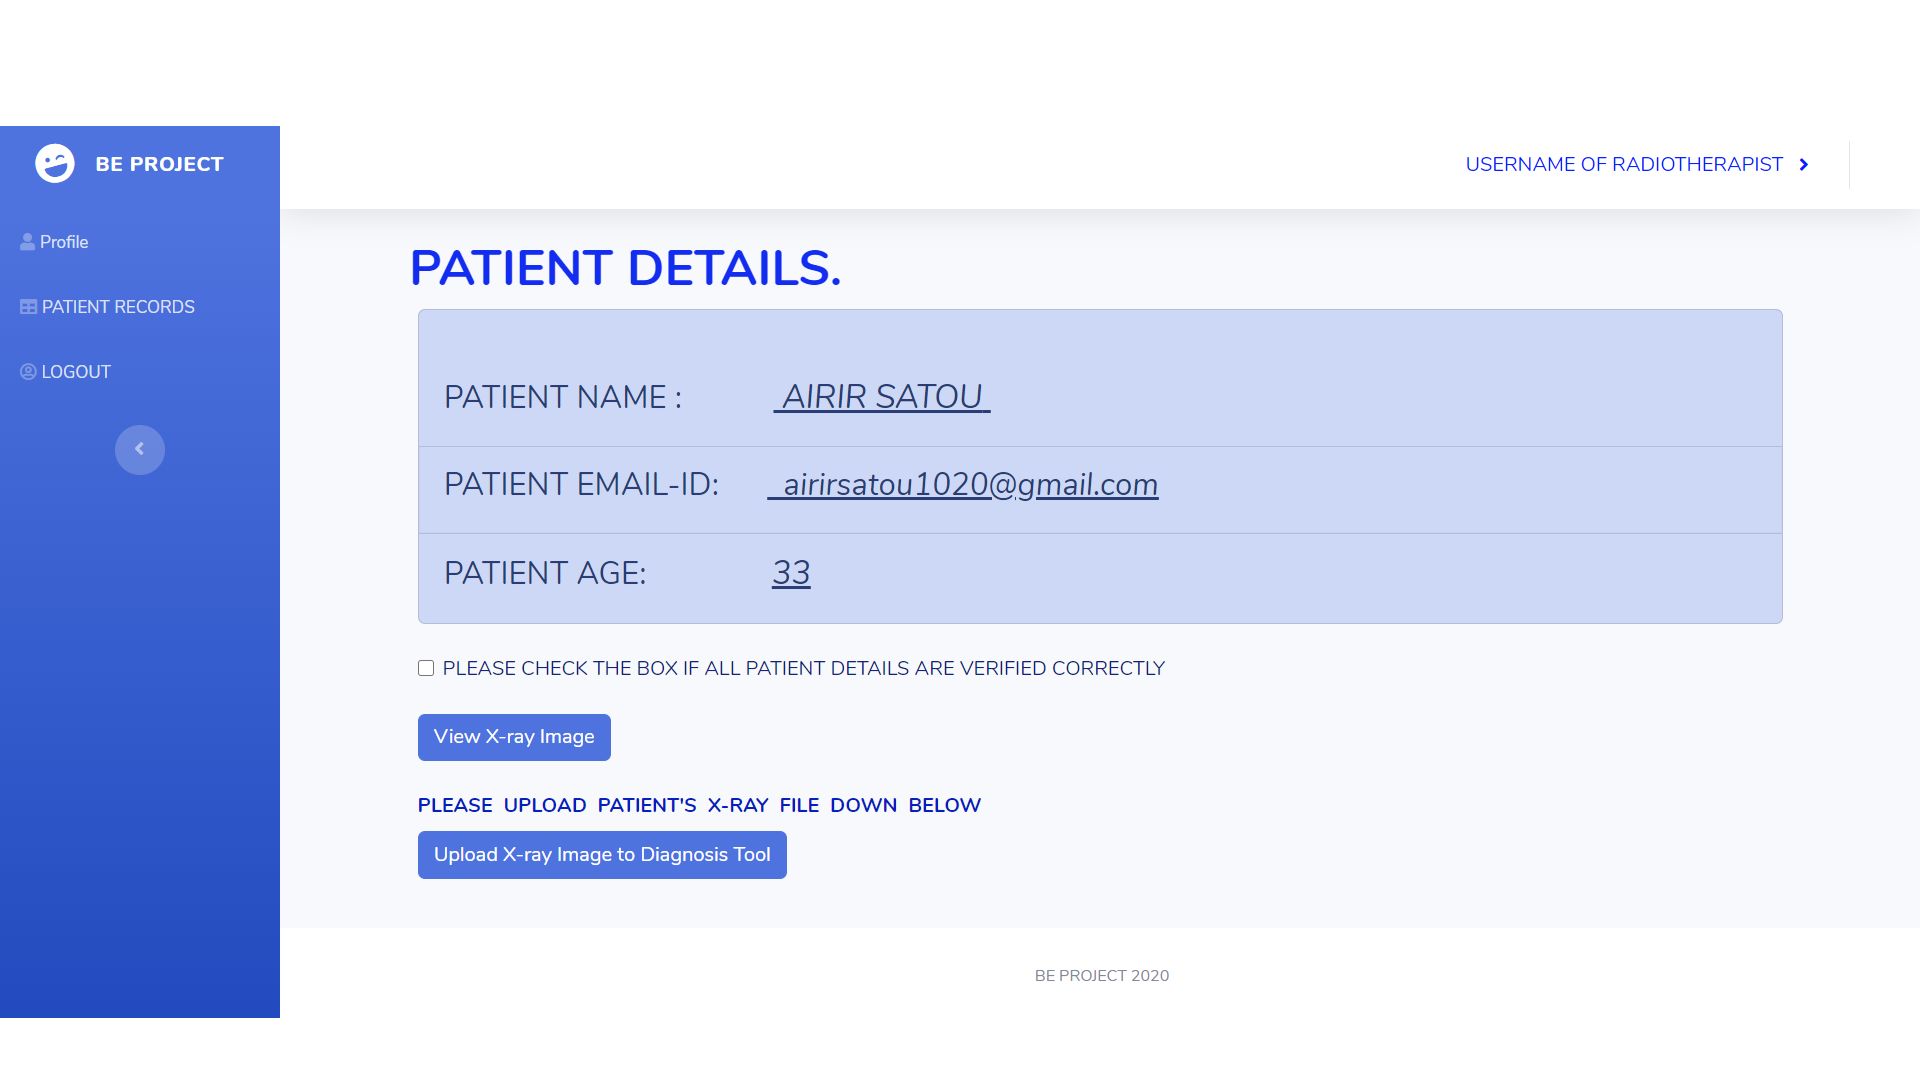 BE PROJECT
USERNAME OF RADIOTHERAPIST
Profile
PATIENT RECORDS
LOGOUT
PATIENT DETAILS.
PATIENT NAME : AIRIR SATOU
PATIENT EMAIL-ID: airirsatou1020@gmail.com
PATIENT AGE: 33
PLEASE CHECK THE BOX IF ALL PATIENT DETAILS ARE VERIFIED CORRECTLY
View X-ray Image
PLEASE UPLOAD PATIENT'S X-RAY FILE DOWN BELOW
Upload X-ray Image to Diagnosis Tool
BE PROJECT 2020